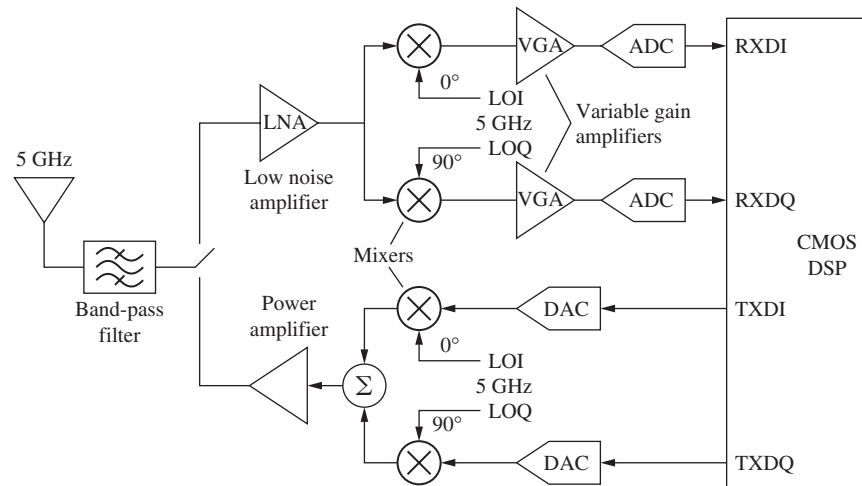 VGA
ADC
RXDI
0°
LOI
5 GHz
LOQ
90°
Variable gain
amplifiers
LNA
Low noise
amplifier
5 GHz
VGA
ADC
RXDQ
CMOS
DSP
Mixers
Band-pass
filter
Power
amplifier
DAC
TXDI
0°
LOI
5 GHz
LOQ
90°
Σ
DAC
TXDQ